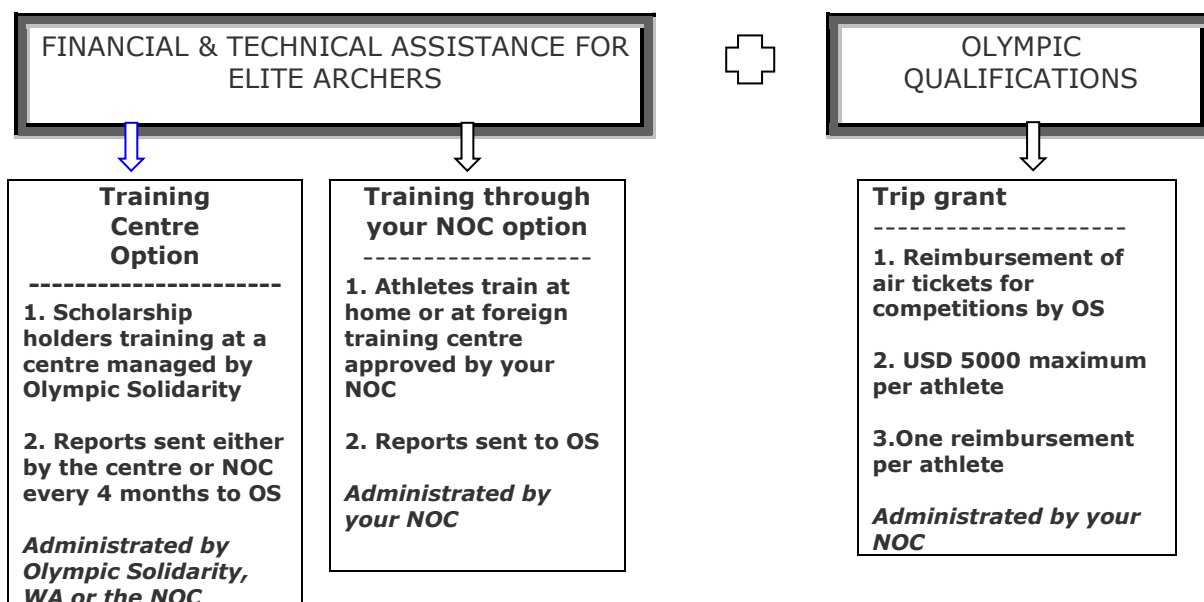 FINANCIAL & TECHNICAL ASSISTANCE FOR
ELITE ARCHERS
OLYMPIC
QUALIFICATIONS
Training
Centre
Option
----------------------
1. Scholarship
holders training at a
centre managed by
Olympic Solidarity
2. Reports sent either
by the centre or NOC
every 4 months to OS
Administrated by
Olympic Solidarity,
WA or the NOC
Training through
your NOC option
-------------------
1. Athletes train at
home or at foreign
training centre
approved by your
NOC
2. Reports sent to OS
Administrated by
your NOC
Trip grant
---------------------
1. Reimbursement of
air tickets for
competitions by OS
2. USD 5000 maximum
per athlete
3.One reimbursement
per athlete
Administrated by your
NOC